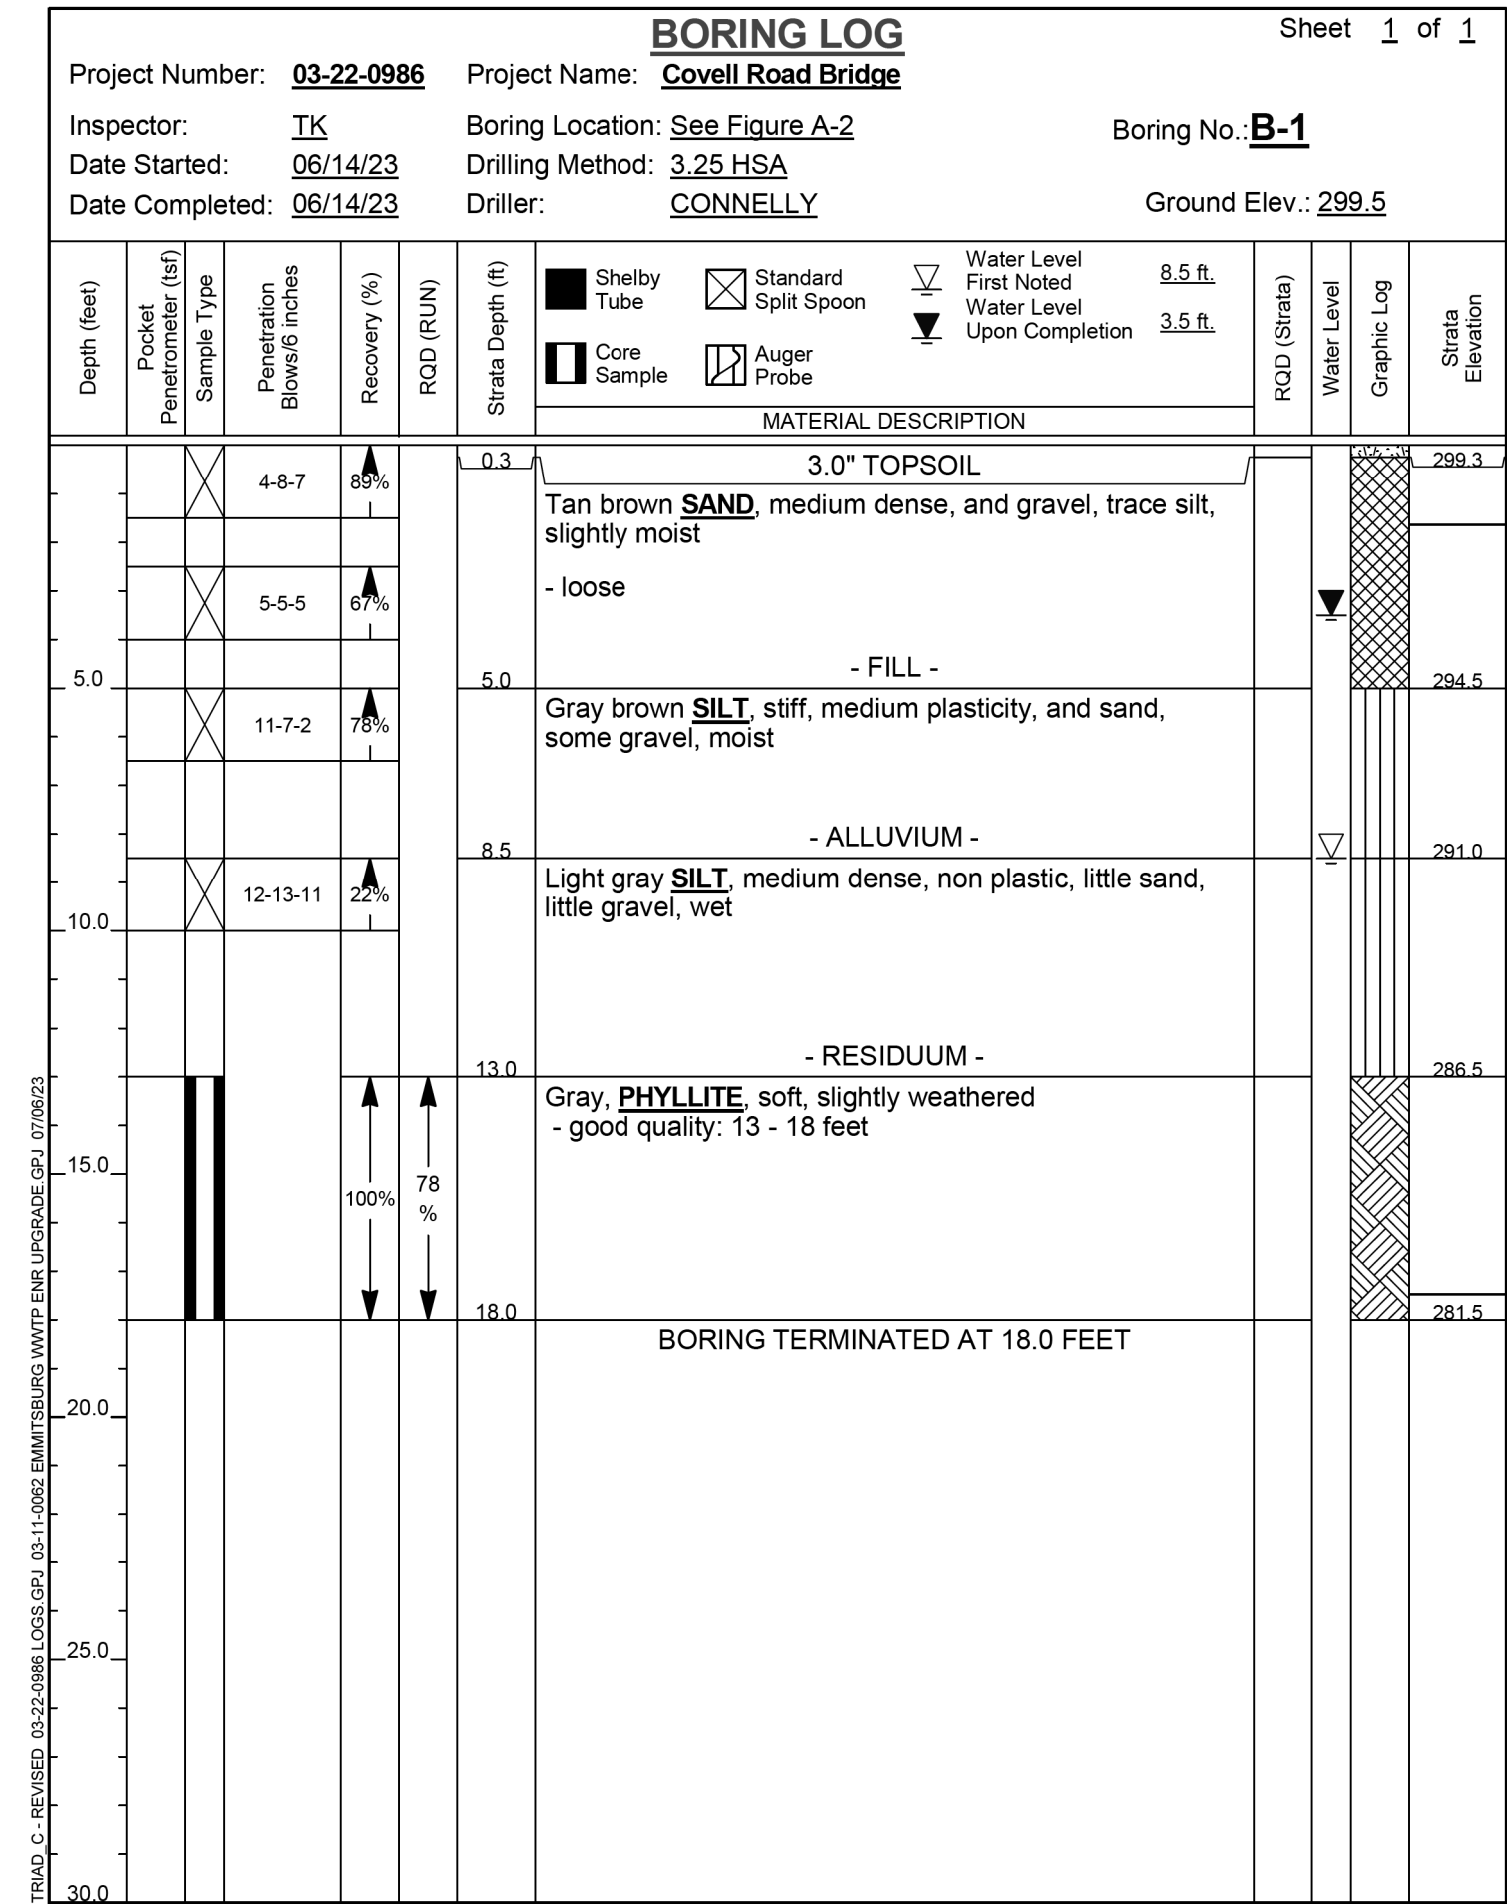 BORING LOG
Sheet 1 of 1
Project Number: 03-22-0986 Project Name: Covell Road Bridge
Inspector: TK Boring Location: See Figure A-2
Boring No.: B-1
Date Started: 06/14/23 Drilling Method: 3.25 HSA
Date Completed: 06/14/23 Driller: CONNELLY
Ground Elev.: 299.5
Depth (feet)
Pocket
Penetrometer (tsf)
Sample Type
Penetration
Blows/6 inches
Recovery (%)
RQD (RUN)
Strata Depth (ft)
Shelby
Tube
Standard
Split Spoon
Water Level
First Noted 8.5 ft.
Water Level
Upon Completion 3.5 ft.
Core
Sample
Auger
Probe
MATERIAL DESCRIPTION
RQD (Strata)
Water Level
Graphic Log
Strata
Elevation
0.3 3.0" TOPSOIL 299.3
4-8-7 89%
Tan brown SAND, medium dense, and gravel, trace silt,
slightly moist
5-5-5 67% - loose
- FILL -
5.0 5.0 294.5
11-7-2 78%
Gray brown SILT, stiff, medium plasticity, and sand,
some gravel, moist
- ALLUVIUM -
8.5 291.0
12-13-11 22%
Light gray SILT, medium dense, non plastic, little sand,
little gravel, wet
10.0
- RESIDUUM -
13.0 286.5
Gray, PHYLLITE, soft, slightly weathered
- good quality: 13 - 18 feet
15.0
100%
78
%
18.0 281.5
BORING TERMINATED AT 18.0 FEET
20.0
25.0
30.0
TRIAD_C - REVISED 03-22-0986 LOGS.GPJ 03-11-0062 EMMITSBURG WWTP ENR UPGRADE.GPJ 07/06/23